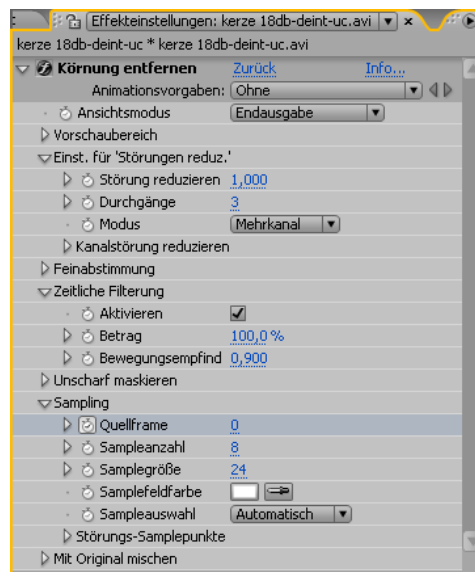 Effekteinstellungen: kerze 18db-deint-uc.avi
kerze 18db-deint-uc * kerze 18db-deint-uc.avi
Körnung entfernen Zurück Info...
Animationsvorgaben: Ohne
Ansichtsmodus Endausgabe
Vorschaubereich
Einst. für 'Störungen reduz.'
Störung reduzieren 1,000
Durchgänge 3
Modus Mehrkanal
Kanalstörung reduzieren
Feinabstimmung
Zeitliche Filterung
Aktivieren
Betrag 100,0 %
Bewegungsempfind 0,900
Unscharf maskieren
Sampling
Quellframe 0
Sampleanzahl 8
Samplegröße 24
Samplefeldfarbe
Sampleauswahl Automatisch
Störungs-Samplepunkte
Mit Original mischen